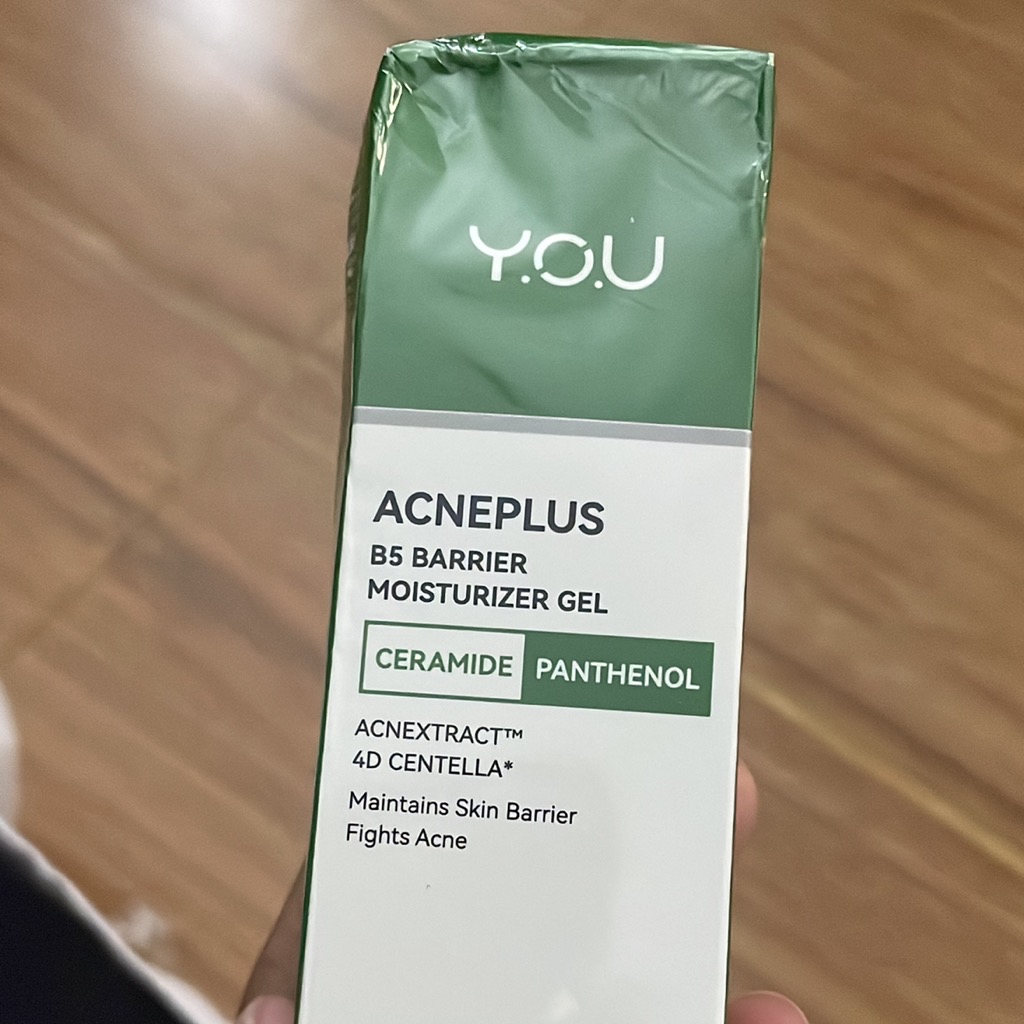 Y.O.U
ACNEPLUS
B5 BARRIER
MOISTURIZER GEL
CERAMIDE PANTHENOL
ACNEXTRACT™
4D CENTELLA*
Maintains Skin Barrier
Fights Acne